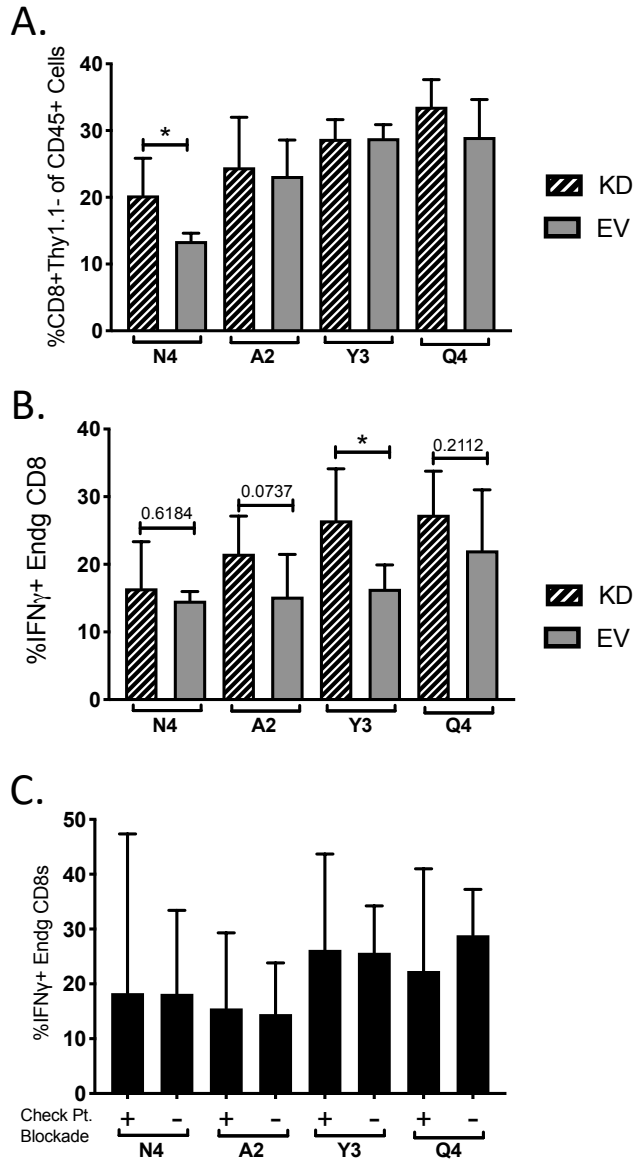 A.
%CD8+Thy1.1- of CD45+ Cells
40
30
20
10
0
*
N4 A2 Y3 Q4
KD
EV
B.
%IFNγ+ Endg CD8
40
30
20
10
0
0.6184
0.0737
*
0.2112
N4 A2 Y3 Q4
KD
EV
C.
%IFNγ+ Endg CD8s
50
40
30
20
10
0
Check Pt. + - + - + - + -
Blockade
N4 A2 Y3 Q4